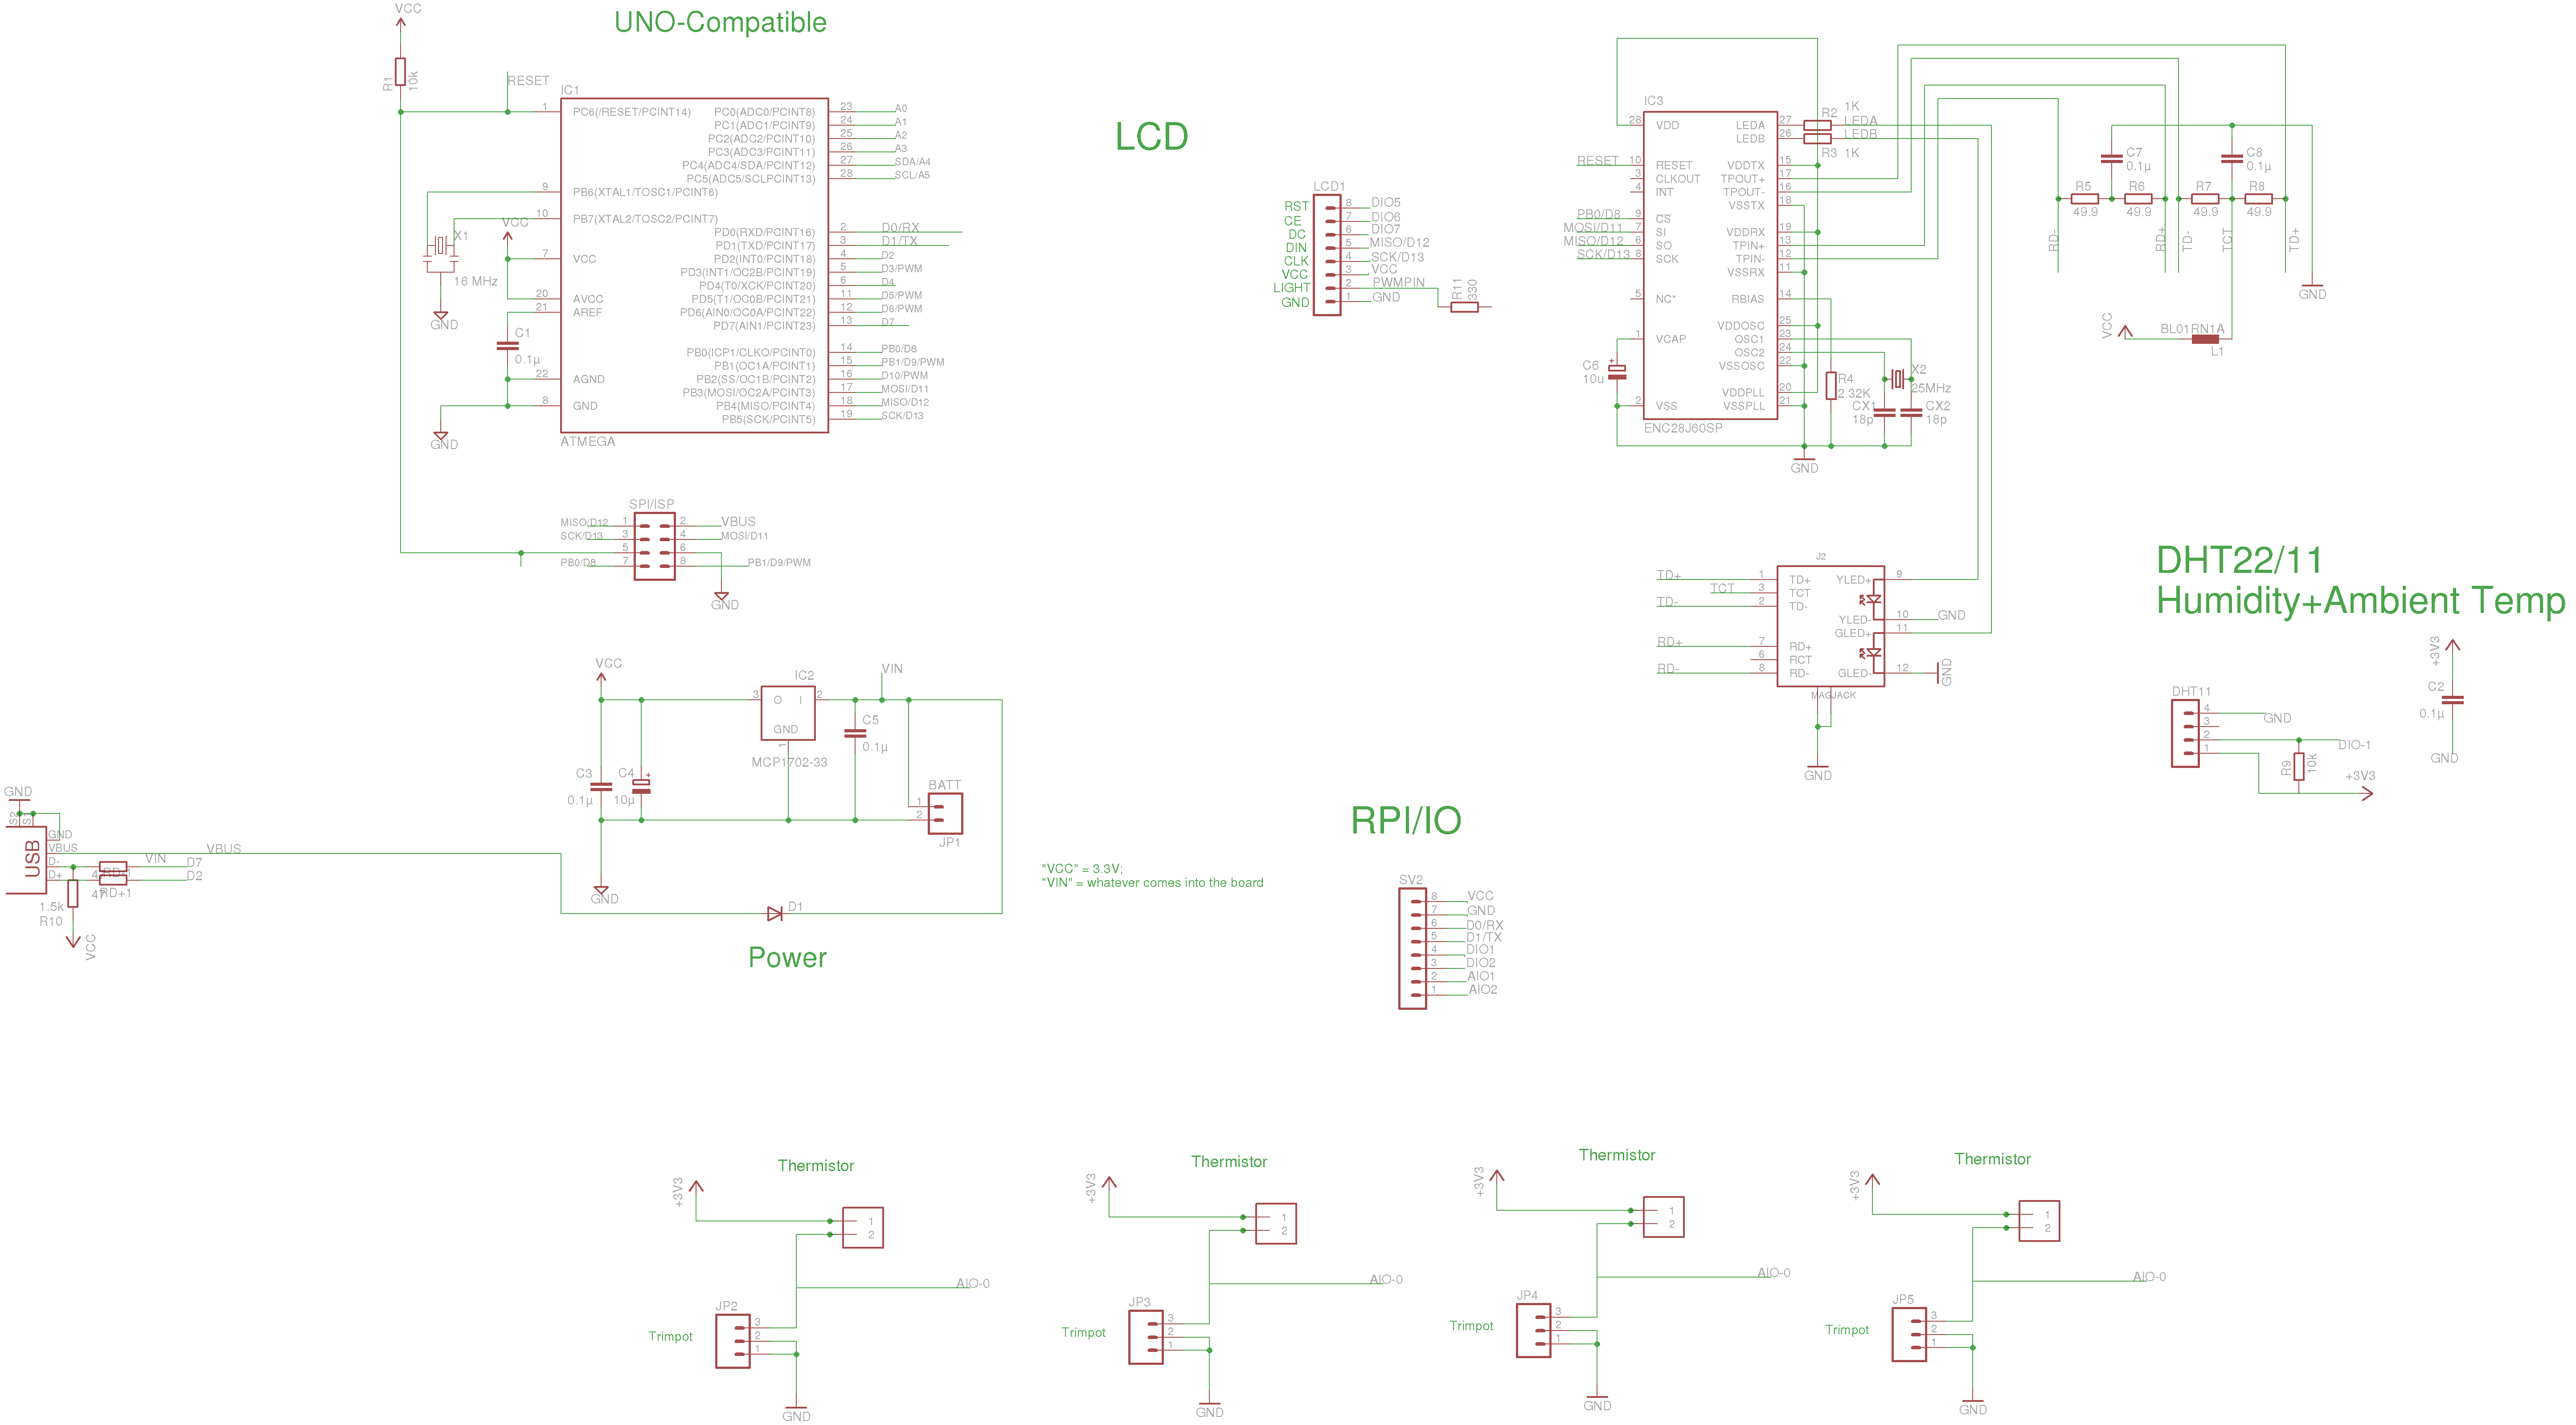 UNO-Compatible
VCC
R1
10k
RESET
IC1
1
PC6(/RESET/PCINT14)
9
PB6(XTAL1/TOSC1/PCINT6)
10
PB7(XTAL2/TOSC2/PCINT7)
VCC
X1
16 MHz
GND
7
VCC
20
AVCC
21
AREF
C1
0.1µ
22
AGND
8
GND
GND
ATMEGA
PC0(ADC0/PCINT8) 23 A0
PC1(ADC1/PCINT9) 24 A1
PC2(ADC2/PCINT10) 25 A2
PC3(ADC3/PCINT11) 26 A3
PC4(ADC4/SDA/PCINT12) 27 SDA/A4
PC5(ADC5/SCLPCINT13) 28 SCL/A5
PD0(RXD/PCINT16) 2 D0/RX
PD1(TXD/PCINT17) 3 D1/TX
PD2(INT0/PCINT18) 4 D2
PD3(INT1/OC2B/PCINT19) 5 D3/PWM
PD4(T0/XCK/PCINT20) 6 D4
PD5(T1/OC0B/PCINT21) 11 D5/PWM
PD6(AIN0/OC0A/PCINT22) 12 D6/PWM
PD7(AIN1/PCINT23) 13 D7
PB0(ICP1/CLKO/PCINT0) 14 PB0/D8
PB1(OC1A/PCINT1) 15 PB1/D9/PWM
PB2(SS/OC1B/PCINT2) 16 D10/PWM
PB3(MOSI/OC2A/PCINT3) 17 MOSI/D11
PB4(MISO/PCINT4) 18 MISO/D12
PB5(SCK/PCINT5) 19 SCK/D13
SPI/ISP
MISO/D12 1 2 VBUS
SCK/D13 3 4 MOSI/D11
5 6
PB0/D8 7 8 PB1/D9/PWM
GND
LCD
LCD1
RST 8 DIO5
CE 7 DIO6
DC 6 DIO7
DIN 5 MISO/D12
CLK 4 SCK/D13
VCC 3 VCC
LIGHT 2 PWMPIN
GND 1 GND
R11
330
IC3
28 VDD
RESET 10 RESET
3 CLKOUT
4 INT
PB0/D8 9 CS
MOSI/D11 7 SI
MISO/D12 6 SO
SCK/D13 8 SCK
5 NC*
1 VCAP
2 VSS
C6
10u
ENC28J60SP
LEDA 27
LEDB 26
VDDTX 15
TPOUT+ 17
TPOUT- 16
VSSTX 18
VDDRX 19
TPIN+ 13
TPIN- 12
VSSRX 11
RBIAS 14
VDDOSC 25
OSC1 23
OSC2 24
VSSOSC 22
VDDPLL 20
VSSPLL 21
R2 1K
LEDA
LEDB
R3 1K
R4
2.32K
X2
25MHz
CX1
18p
CX2
18p
GND
C7
0.1µ
C8
0.1µ
R5
49.9
R6
49.9
R7
49.9
R8
49.9
RD-
RD+
TD-
TCT
TD+
GND
VCC
BL01RN1A
L1
J2
TD+ 1 TD+
TCT 3 TCT
TD- 2 TD-
RD+ 7 RD+
6 RCT
RD- 8 RD-
YLED+ 9
YLED- 10 GND
GLED+ 11
GLED- 12 GND
MAGJACK
GND
DHT22/11
Humidity+Ambient Temp
DHT11
4 GND
3
2 DIO-1
1
R9
10k
+3V3
+3V3
C2
0.1µ
GND
VCC
IC2
3 O I 2
GND
1
MCP1702-33
VIN
C3
0.1µ
C4
10µ
C5
0.1µ
BATT
1
2
JP1
GND
D1
Power
GND
USB
S2
GND
VBUS
D-
D+
VBUS
VIN
D7
D2
47
RD+1
1.5k
R10
VCC
"VCC" = 3.3V;
"VIN" = whatever comes into the board
RPI/IO
SV2
8 VCC
7 GND
6 D0/RX
5 D1/TX
4 DIO1
3 DIO2
2 AIO1
1 AIO2
Thermistor
+3V3
1
2
AIO-0
JP2
Trimpot
3
2
1
GND
Thermistor
+3V3
1
2
AIO-0
JP3
Trimpot
3
2
1
GND
Thermistor
+3V3
1
2
AIO-0
JP4
Trimpot
3
2
1
GND
Thermistor
+3V3
1
2
AIO-0
JP5
Trimpot
3
2
1
GND